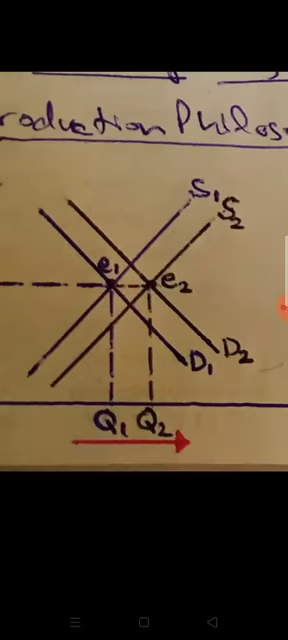 roduction Philos
S₁
S₂
e₁ e₂
D₁ D₂
Q₁ Q₂